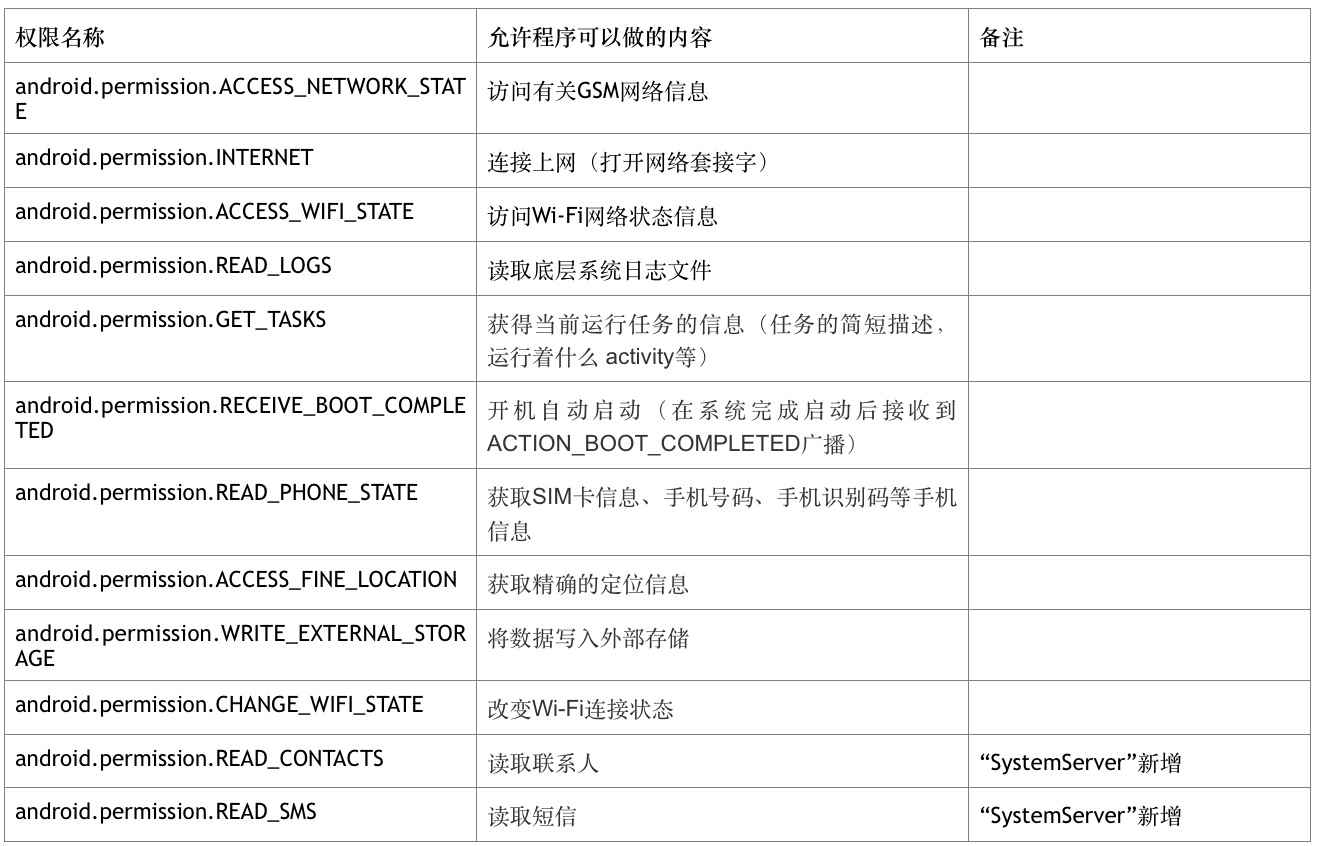 权限名称 允许程序可以做的内容 备注
android.permission.ACCESS_NETWORK_STAT
E
访问有关GSM网络信息
android.permission.INTERNET
连接上网（打开网络套接字）
android.permission.ACCESS_WIFI_STATE
访问Wi-Fi网络状态信息
android.permission.READ_LOGS
读取底层系统日志文件
android.permission.GET_TASKS
获得当前运行任务的信息（任务的简短描述，
运行着什么 activity等）
android.permission.RECEIVE_BOOT_COMPLE
TED
开机自动启动（在系统完成启动后接收到
ACTION_BOOT_COMPLETED广播）
android.permission.READ_PHONE_STATE
获取SIM卡信息、手机号码、手机识别码等手机
信息
android.permission.ACCESS_FINE_LOCATION
获取精确的定位信息
android.permission.WRITE_EXTERNAL_STOR
AGE
将数据写入外部存储
android.permission.CHANGE_WIFI_STATE
改变Wi-Fi连接状态
android.permission.READ_CONTACTS
读取联系人
“SystemServer”新增
android.permission.READ_SMS
读取短信
“SystemServer”新增